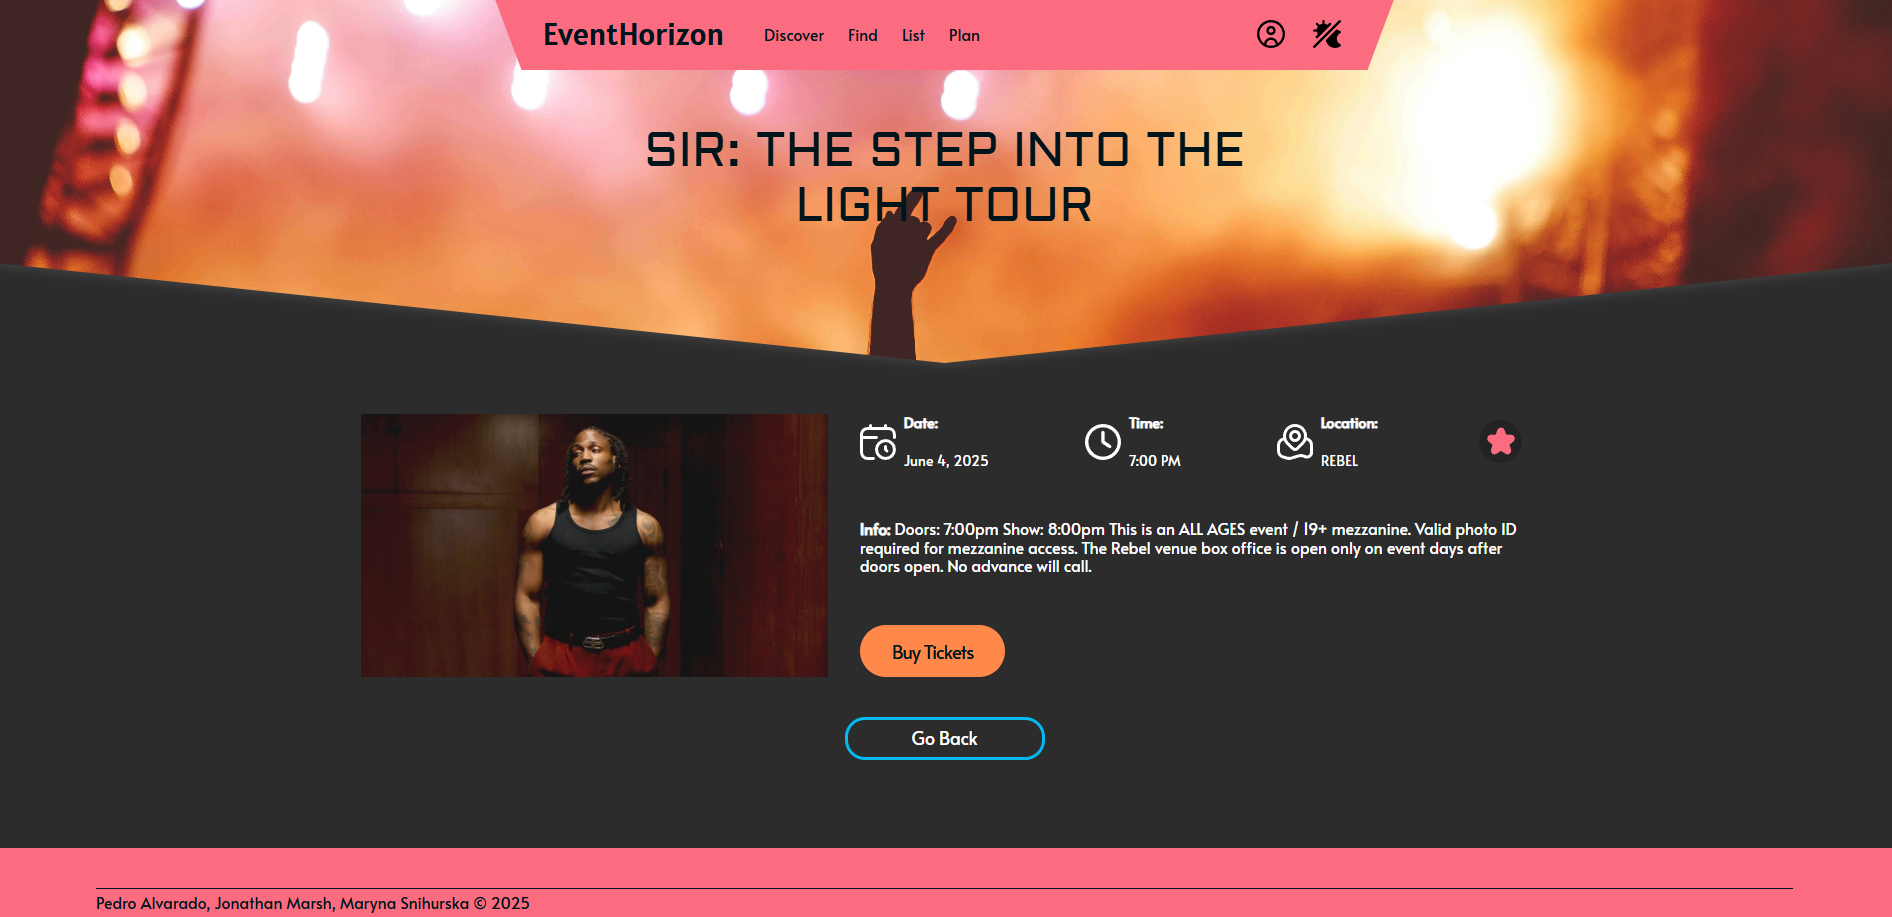 EventHorizon Discover Find List Plan
SIR: THE STEP INTO THE
LIGHT TOUR
Date:
June 4, 2025
Time:
7:00 PM
Location:
REBEL
Info: Doors: 7:00pm Show: 8:00pm This is an ALL AGES event / 19+ mezzanine. Valid photo ID
required for mezzanine access. The Rebel venue box office is open only on event days after
doors open. No advance will call.
Buy Tickets
Go Back
Pedro Alvarado, Jonathan Marsh, Maryna Snihurska © 2025